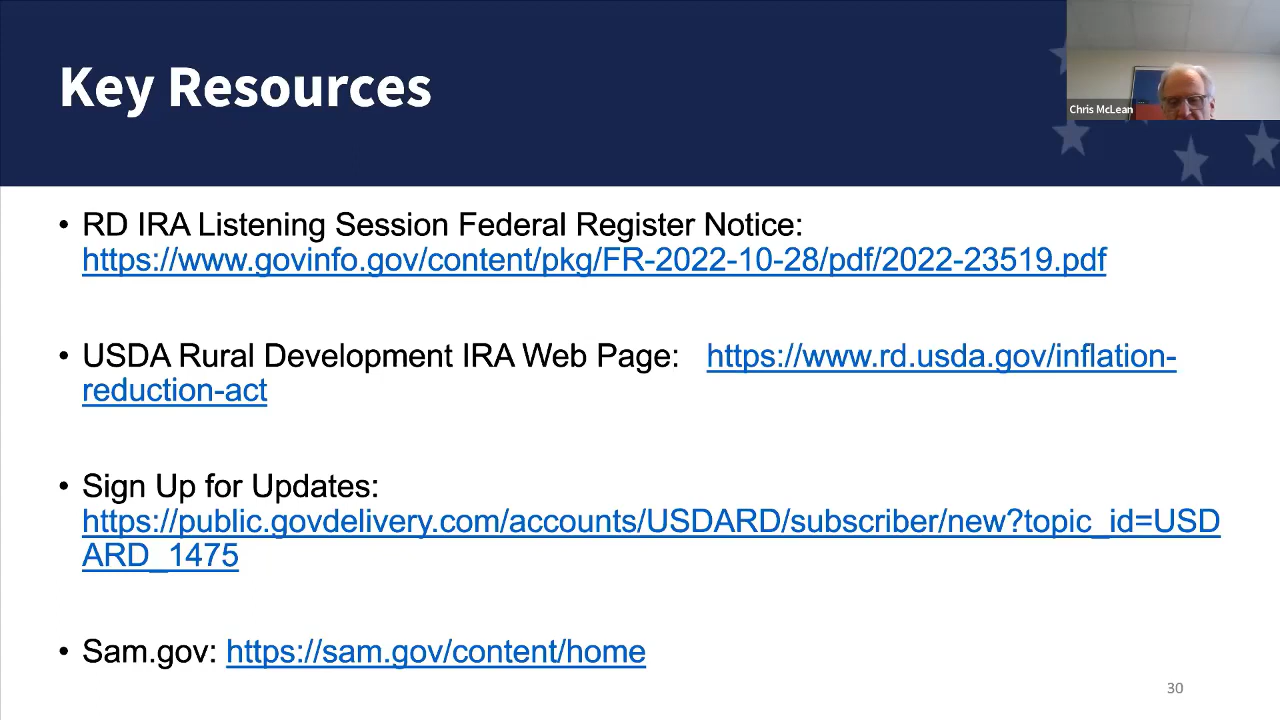 Key Resources
Chris McLean
• RD IRA Listening Session Federal Register Notice:
https://www.govinfo.gov/content/pkg/FR-2022-10-28/pdf/2022-23519.pdf
• USDA Rural Development IRA Web Page: https://www.rd.usda.gov/inflation-
reduction-act
• Sign Up for Updates:
https://public.govdelivery.com/accounts/USDARD/subscriber/new?topic_id=USD
ARD_1475
• Sam.gov: https://sam.gov/content/home
30